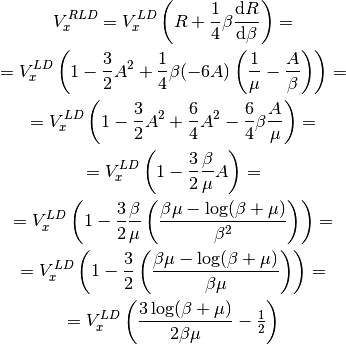 V_x^{RLD} = V_x^{LD} \left( R + \frac{1}{4} \beta \frac{\mathrm{d}R}{\mathrm{d}\beta} \right) =
= V_x^{LD} \left( 1 - \frac{3}{2} A^2 + \frac{1}{4} \beta (-6A) \left( \frac{1}{\mu} - \frac{A}{\beta} \right) \right) =
= V_x^{LD} \left( 1 - \frac{3}{2} A^2 + \frac{6}{4} A^2 - \frac{6}{4} \beta \frac{A}{\mu} \right) =
= V_x^{LD} \left( 1 - \frac{3}{2} \frac{\beta}{\mu} A \right) =
= V_x^{LD} \left( 1 - \frac{3}{2} \frac{\beta}{\mu} \left( \frac{\beta\mu - \log(\beta + \mu)}{\beta^2} \right) \right) =
= V_x^{LD} \left( 1 - \frac{3}{2} \left( \frac{\beta\mu - \log(\beta + \mu)}{\beta\mu} \right) \right) =
= V_x^{LD} \left( \frac{3 \log(\beta + \mu)}{2\beta\mu} - \frac{1}{2} \right)